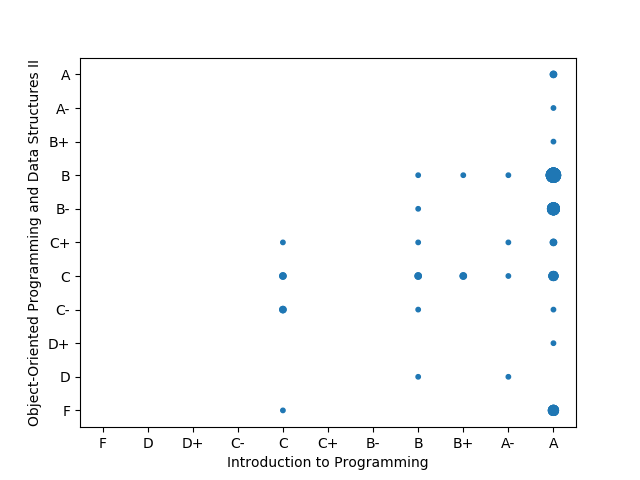 Object-Oriented Programming and Data Structures II
A
A-
B+
B
B-
C+
C
C-
D+
D
F
F D D+ C- C C+ B- B B+ A- A
Introduction to Programming